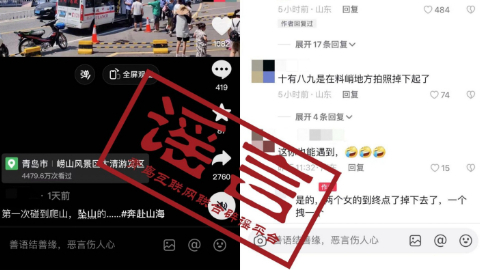 1082
419
全屏观
2760
青岛市 崂山风景区 清游览区
4479.6万次看过
1天前
第一次碰到爬山，坠山的......#奔赴山海
善语结善缘，恶言伤人心
谣言
互联网联合辟谣平台
5小时前·山东 回复
484
作者回复过
展开17条回复
十有八九是在料哨地方拍照掉下起了
5小时前·山东 回复
74
展开4条回复
这 也能遇到，🤣🤣🤣
11:32 回复
15
是的，两个女的到终点了掉下去了，一个
拽一个
善语结善缘，恶言伤人心